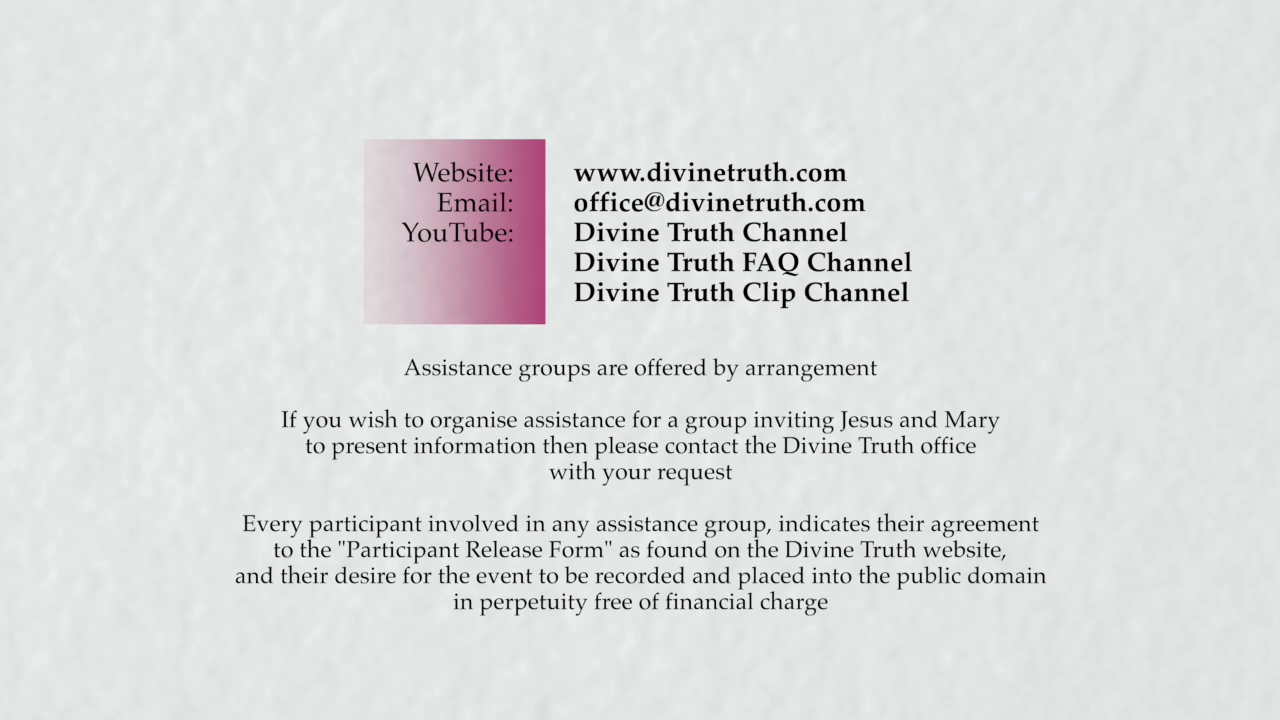 Website: www.divinetruth.com
Email: office@divinetruth.com
YouTube: Divine Truth Channel
Divine Truth FAQ Channel
Divine Truth Clip Channel
Assistance groups are offered by arrangement
If you wish to organise assistance for a group inviting Jesus and Mary
to present information then please contact the Divine Truth office
with your request
Every participant involved in any assistance group, indicates their agreement
to the "Participant Release Form" as found on the Divine Truth website,
and their desire for the event to be recorded and placed into the public domain
in perpetuity free of financial charge